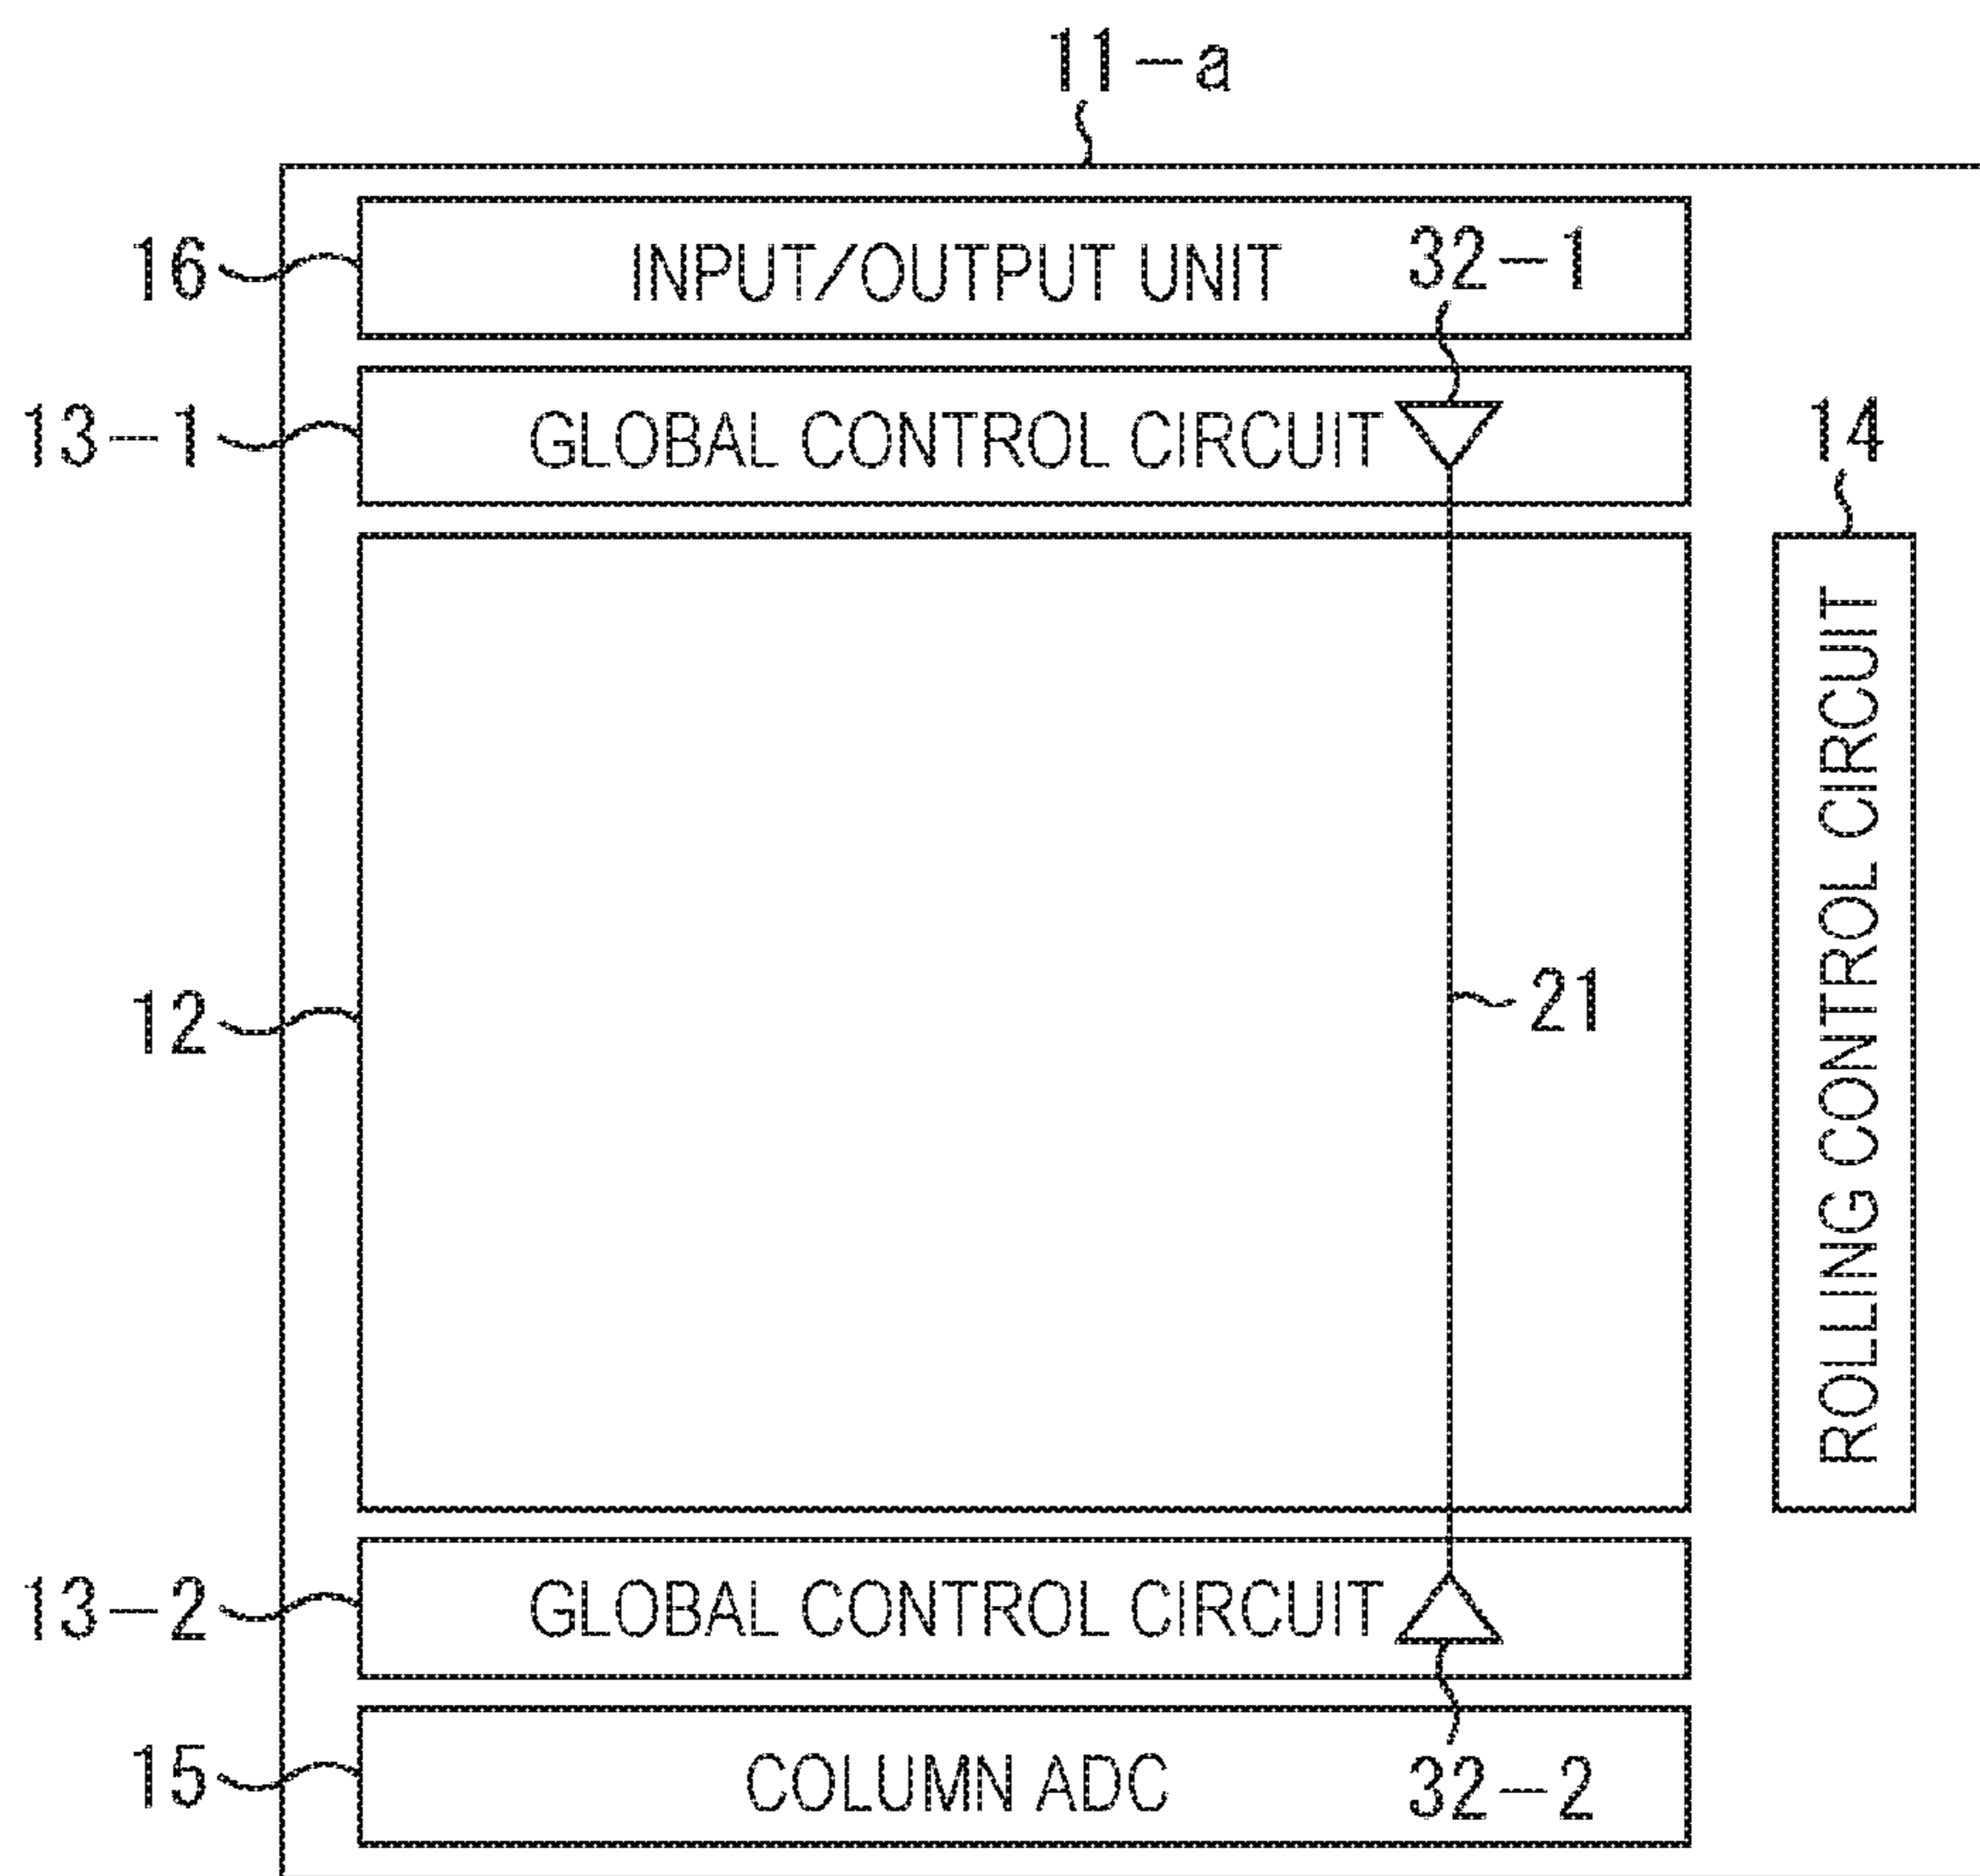 11-a
16 INPUT/OUTPUT UNIT 32-1
13-1 GLOBAL CONTROL CIRCUIT
14
ROLLING CONTROL CIRCUIT
12
21
13-2 GLOBAL CONTROL CIRCUIT
15 COLUMN ADC 32-2